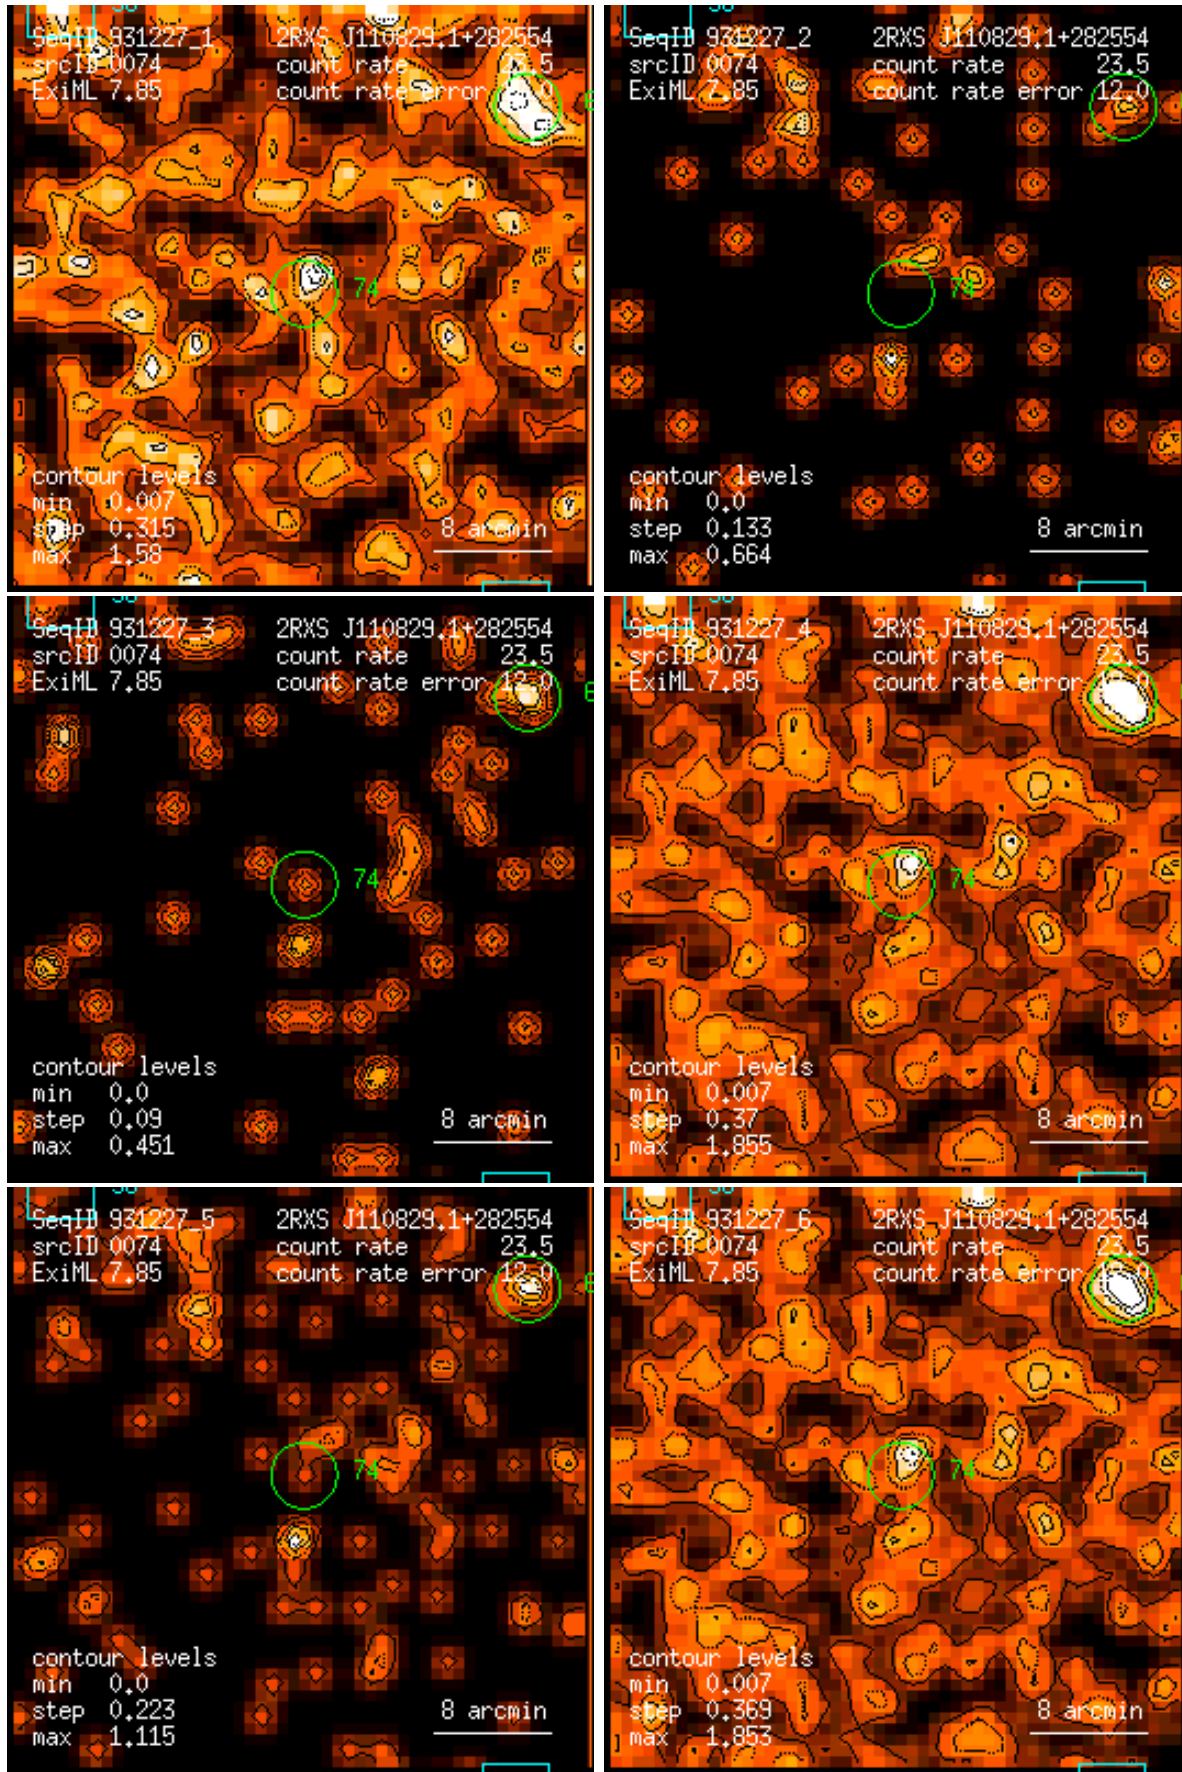 SeqID 931227_1 2RXS J110829.1+282554
srcID 0074 count rate 23.5
ExiML 7.85 count rate error 12.0
74
contour levels
min 0.007
step 0.315
max 1.58
8 arcmin
SeqID 931227_2 2RXS J110829.1+282554
srcID 0074 count rate 23.5
ExiML 7.85 count rate error 12.0
74
contour levels
min 0.0
step 0.133
max 0.664
8 arcmin
SeqID 931227_3 2RXS J110829.1+282554
srcID 0074 count rate 23.5
ExiML 7.85 count rate error 12.0
74
contour levels
min 0.0
step 0.09
max 0.451
8 arcmin
SeqID 931227_4 2RXS J110829.1+282554
srcID 0074 count rate 23.5
ExiML 7.85 count rate error 12.0
74
contour levels
min 0.007
step 0.37
max 1.855
8 arcmin
SeqID 931227_5 2RXS J110829.1+282554
srcID 0074 count rate 23.5
ExiML 7.85 count rate error 12.0
74
contour levels
min 0.0
step 0.223
max 1.115
8 arcmin
SeqID 931227_6 2RXS J110829.1+282554
srcID 0074 count rate 23.5
ExiML 7.85 count rate error 12.0
74
contour levels
min 0.007
step 0.369
max 1.853
8 arcmin